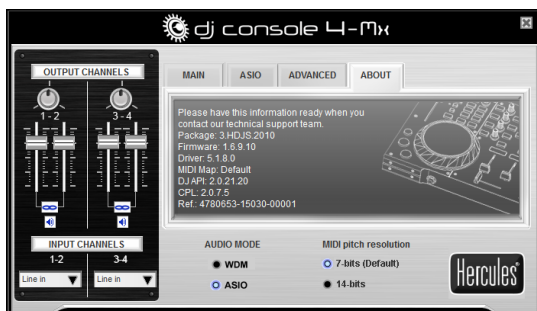 dj console 4-Mx
OUTPUT CHANNELS
1 - 2
3 - 4
INPUT CHANNELS
1-2
3-4
Line in
Line in
MAIN
ASIO
ADVANCED
ABOUT
Please have this information ready when you
contact our technical support team.
Package: 3.HDJS.2010
Firmware: 1.6.9.10
Driver: 5.1.8.0
MIDI Map: Default
DJ API: 2.0.21.20
CPL: 2.0.7.5
Ref.: 4780653-15030-00001
AUDIO MODE
WDM
ASIO
MIDI pitch resolution
7-bits (Default)
14-bits
Hercules